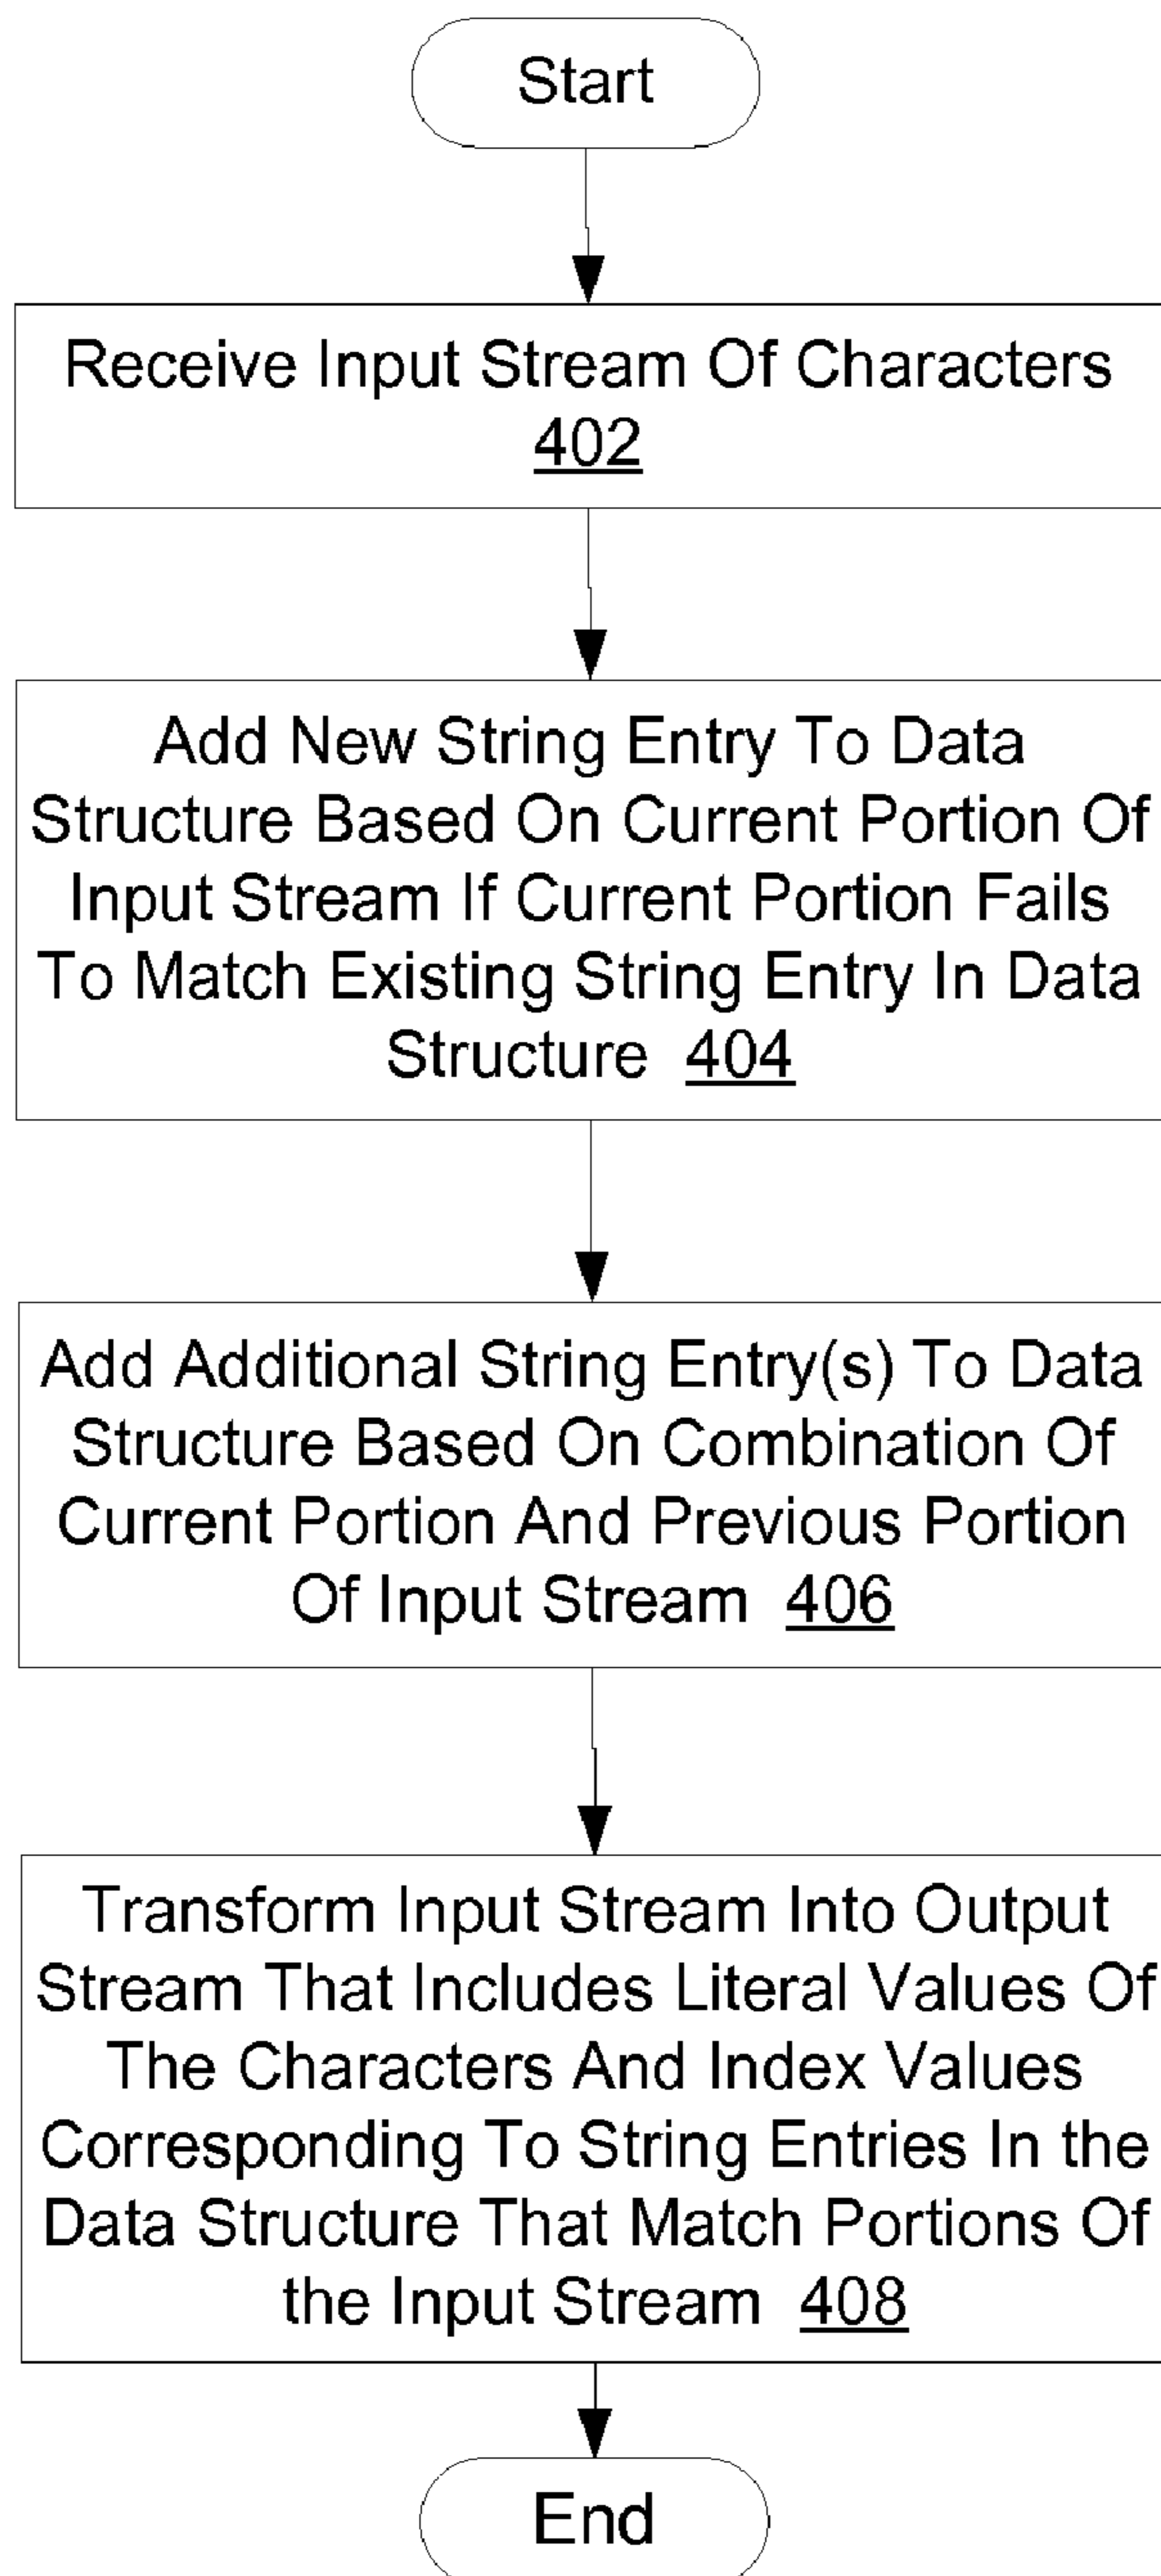 Start
Receive Input Stream Of Characters
402
Add New String Entry To Data
Structure Based On Current Portion Of
Input Stream If Current Portion Fails
To Match Existing String Entry In Data
Structure 404
Add Additional String Entry(s) To Data
Structure Based On Combination Of
Current Portion And Previous Portion
Of Input Stream 406
Transform Input Stream Into Output
Stream That Includes Literal Values Of
The Characters And Index Values
Corresponding To String Entries In the
Data Structure That Match Portions Of
the Input Stream 408
End